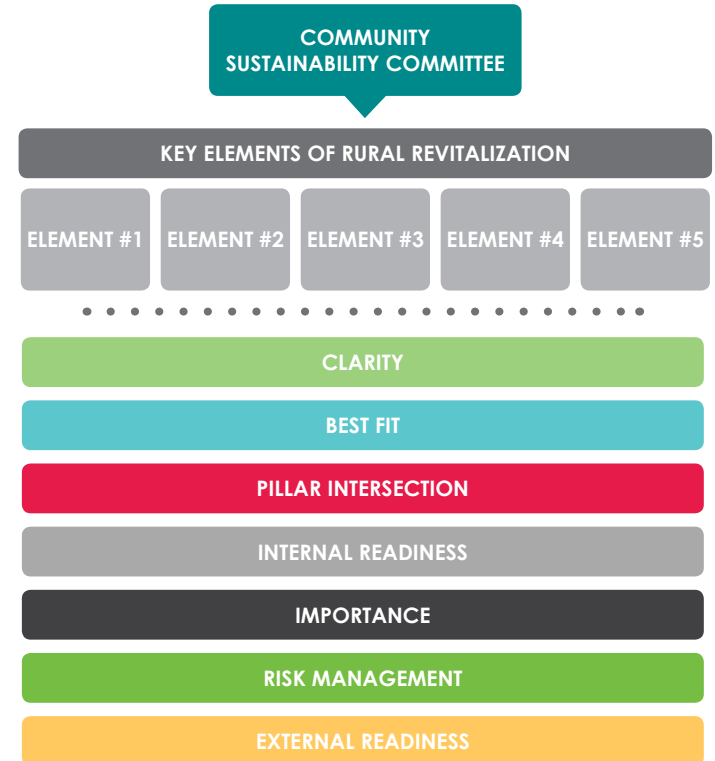 COMMUNITY
SUSTAINABILITY COMMITTEE
KEY ELEMENTS OF RURAL REVITALIZATION
ELEMENT #1
ELEMENT #2
ELEMENT #3
ELEMENT #4
ELEMENT #5
CLARITY
BEST FIT
PILLAR INTERSECTION
INTERNAL READINESS
IMPORTANCE
RISK MANAGEMENT
EXTERNAL READINESS